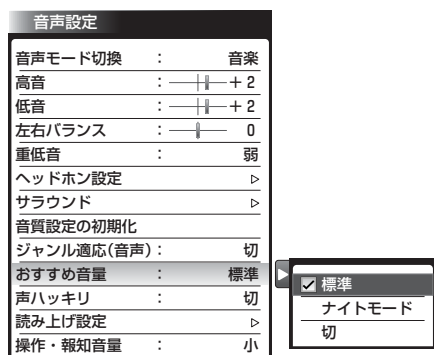 音声設定
音声モード切換 : 音楽
高音 : +2
低音 : +2
左右バランス : 0
重低音 : 弱
ヘッドホン設定
サラウンド
音質設定の初期化
ジャンル適応(音声) : 切
おすすめ音量 : 標準
声ハッキリ : 切
読み上げ設定
操作・報知音量 : 小
標準
ナイトモード
切